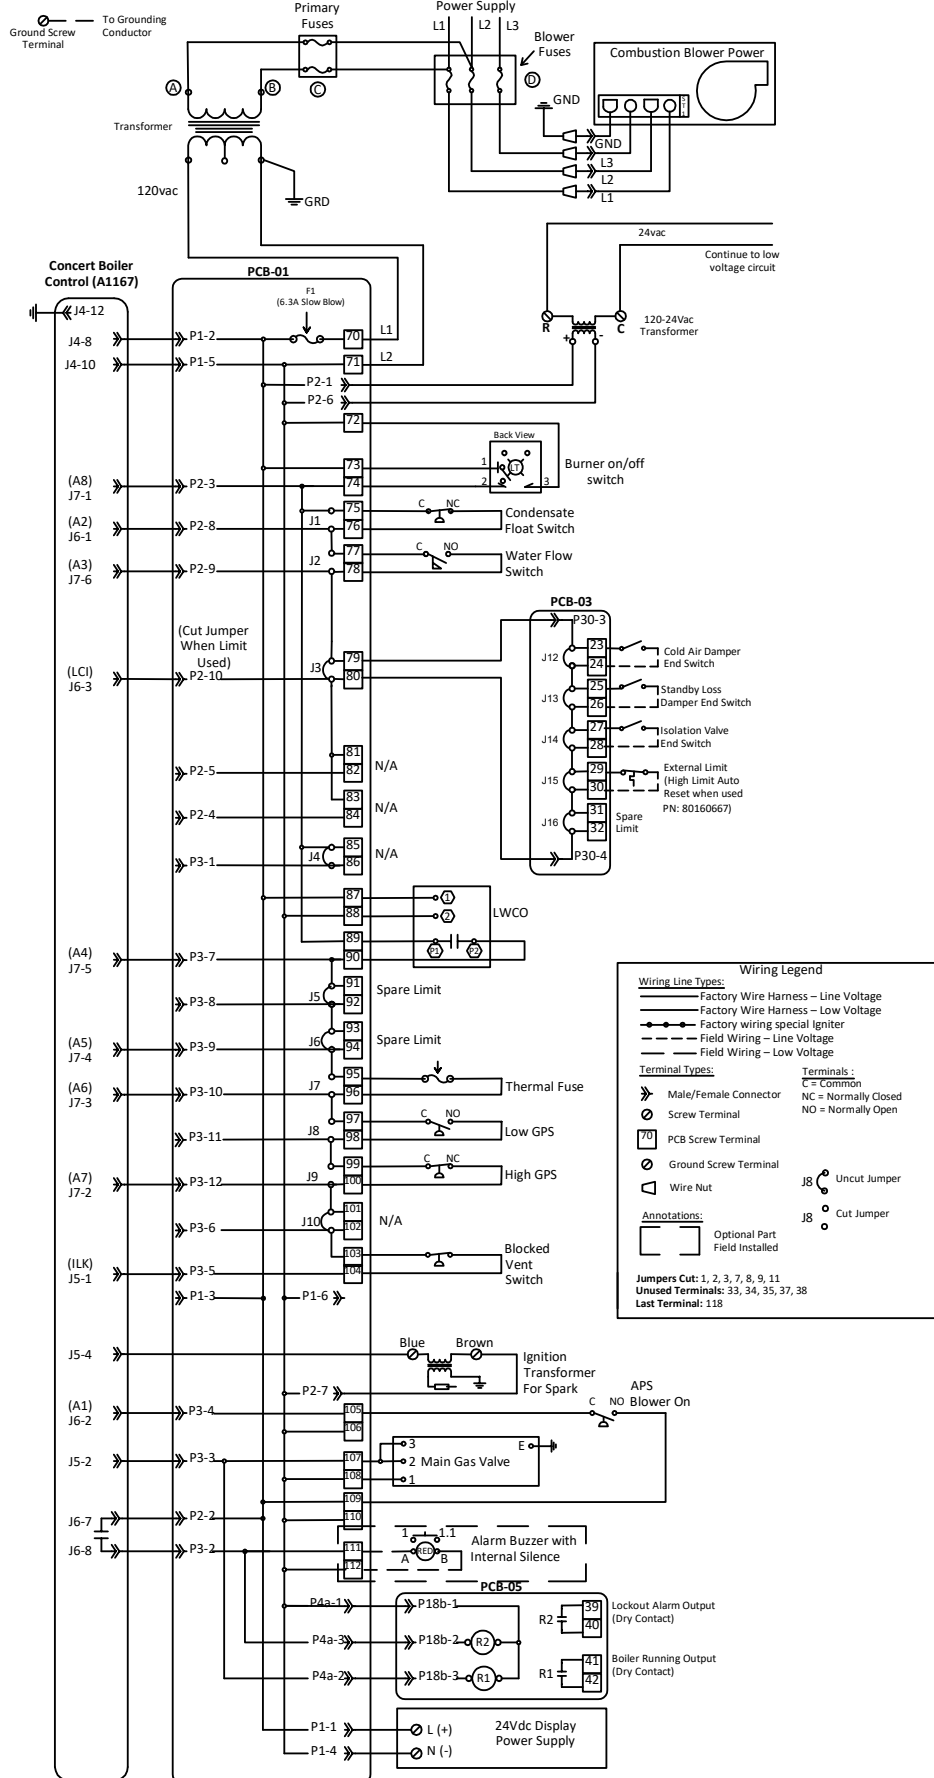 To Grounding
Conductor
Ground Screw
Terminal
Primary
Fuses
Power Supply
L1
L2
L3
Blower
Fuses
Combustion Blower Power
A
B
C
D
S
T
1
GND
GND
L3
L2
L1
Transformer
120vac
GRD
24vac
Continue to low
voltage circuit
Concert Boiler
Control (A1167)
PCB-01
F1
(6.3A Slow Blow)
R
C
120-24Vac
Transformer
+
-
J4-12
J4-8
P1-2
70
L1
J4-10
P1-5
71
L2
P2-1
P2-6
72
Back View
LT
1
2
3
Burner on/off
switch
73
(A8)
J7-1
P2-3
74
75
C
NC
Condensate
Float Switch
(A2)
J6-1
P2-8
J1
76
77
C
NO
Water Flow
Switch
(A3)
J7-6
P2-9
J2
78
PCB-03
P30-3
(Cut Jumper
When Limit
Used)
(LCI)
J6-3
P2-10
J3
79
80
J12
23
24
Cold Air Damper
End Switch
J13
25
26
Standby Loss
Damper End Switch
J14
27
28
Isolation Valve
End Switch
J15
29
30
External Limit
(High Limit Auto
Reset when used
PN: 80160667)
J16
31
32
Spare
Limit
P30-4
81
P2-5
82
N/A
83
P2-4
84
N/A
85
P3-1
J4
86
N/A
87
1
88
2
LWCO
89
P1
P2
(A4)
J7-5
P3-7
90
91
P3-8
J5
92
Spare Limit
93
(A5)
J7-4
P3-9
J6
94
Spare Limit
95
(A6)
J7-3
P3-10
J7
96
Thermal Fuse
97
C
NO
P3-11
J8
98
Low GPS
99
C
NC
(A7)
J7-2
P3-12
J9
100
High GPS
101
P3-6
J10
102
N/A
103
(ILK)
J5-1
P3-5
104
Blocked
Vent
Switch
P1-3
P1-6
J5-4
Blue
Brown
Ignition
Transformer
For Spark
P2-7
APS
Blower On
C
NO
(A1)
J6-2
P3-4
105
106
J5-2
P3-3
107
108
3
2 Main Gas Valve
1
E
109
J6-7
P2-2
110
J6-8
P3-2
111
112
1
1.1
A
RED
B
Alarm Buzzer with
Internal Silence
PCB-05
P4a-1
P18b-1
P4a-3
P18b-2
R2
P4a-2
P18b-3
R1
R2
39
40
Lockout Alarm Output
(Dry Contact)
R1
41
42
Boiler Running Output
(Dry Contact)
P1-1
L (+)
P1-4
N (-)
24Vdc Display
Power Supply
Wiring Legend
Wiring Line Types:
Factory Wire Harness – Line Voltage
Factory Wire Harness – Low Voltage
Factory wiring special Igniter
Field Wiring – Line Voltage
Field Wiring – Low Voltage
Terminal Types:
Male/Female Connector
Screw Terminal
70
PCB Screw Terminal
Ground Screw Terminal
Wire Nut
Terminals :
C = Common
NC = Normally Closed
NO = Normally Open
J8
Uncut Jumper
J8
Cut Jumper
Annotations:
Optional Part
Field Installed
Jumpers Cut: 1, 2, 3, 7, 8, 9, 11
Unused Terminals: 33, 34, 35, 37, 38
Last Terminal: 118